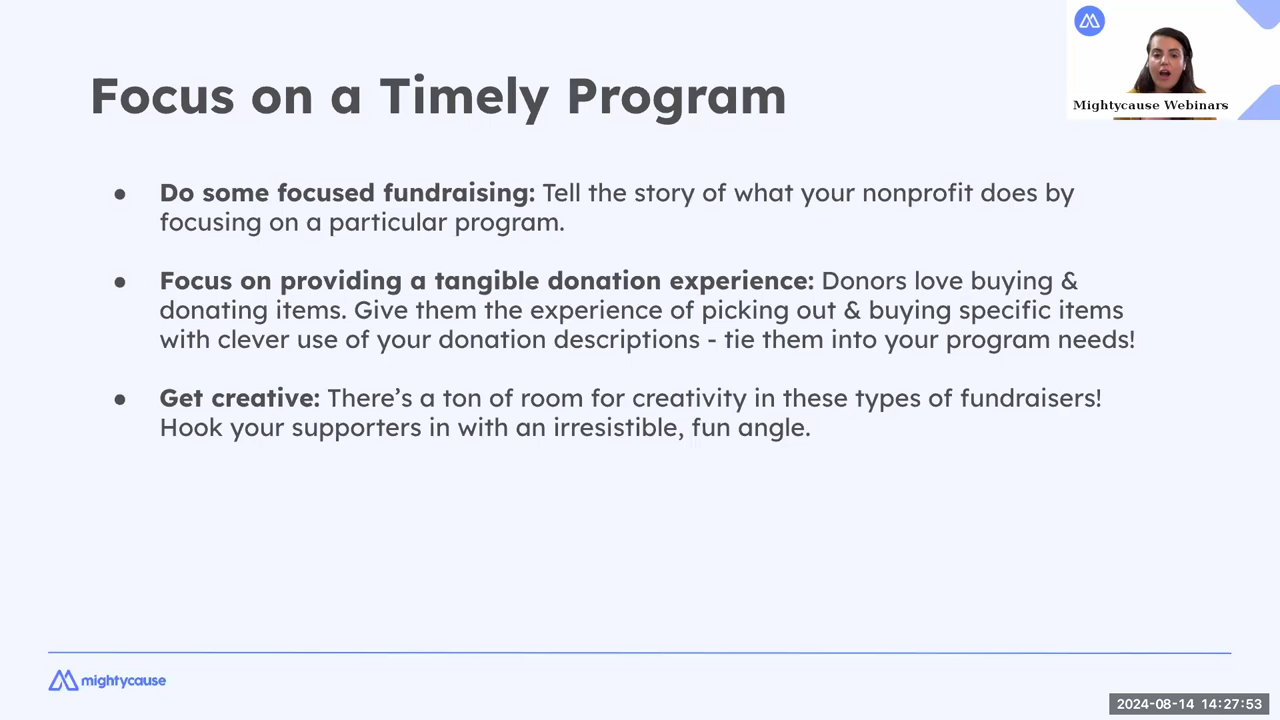 Focus on a Timely Program
Mightycause Webinars
● Do some focused fundraising: Tell the story of what your nonprofit does by
focusing on a particular program.
● Focus on providing a tangible donation experience: Donors love buying &
donating items. Give them the experience of picking out & buying specific items
with clever use of your donation descriptions - tie them into your program needs!
● Get creative: There’s a ton of room for creativity in these types of fundraisers!
Hook your supporters in with an irresistible, fun angle.
mightycause
2024-08-14 14:27:53